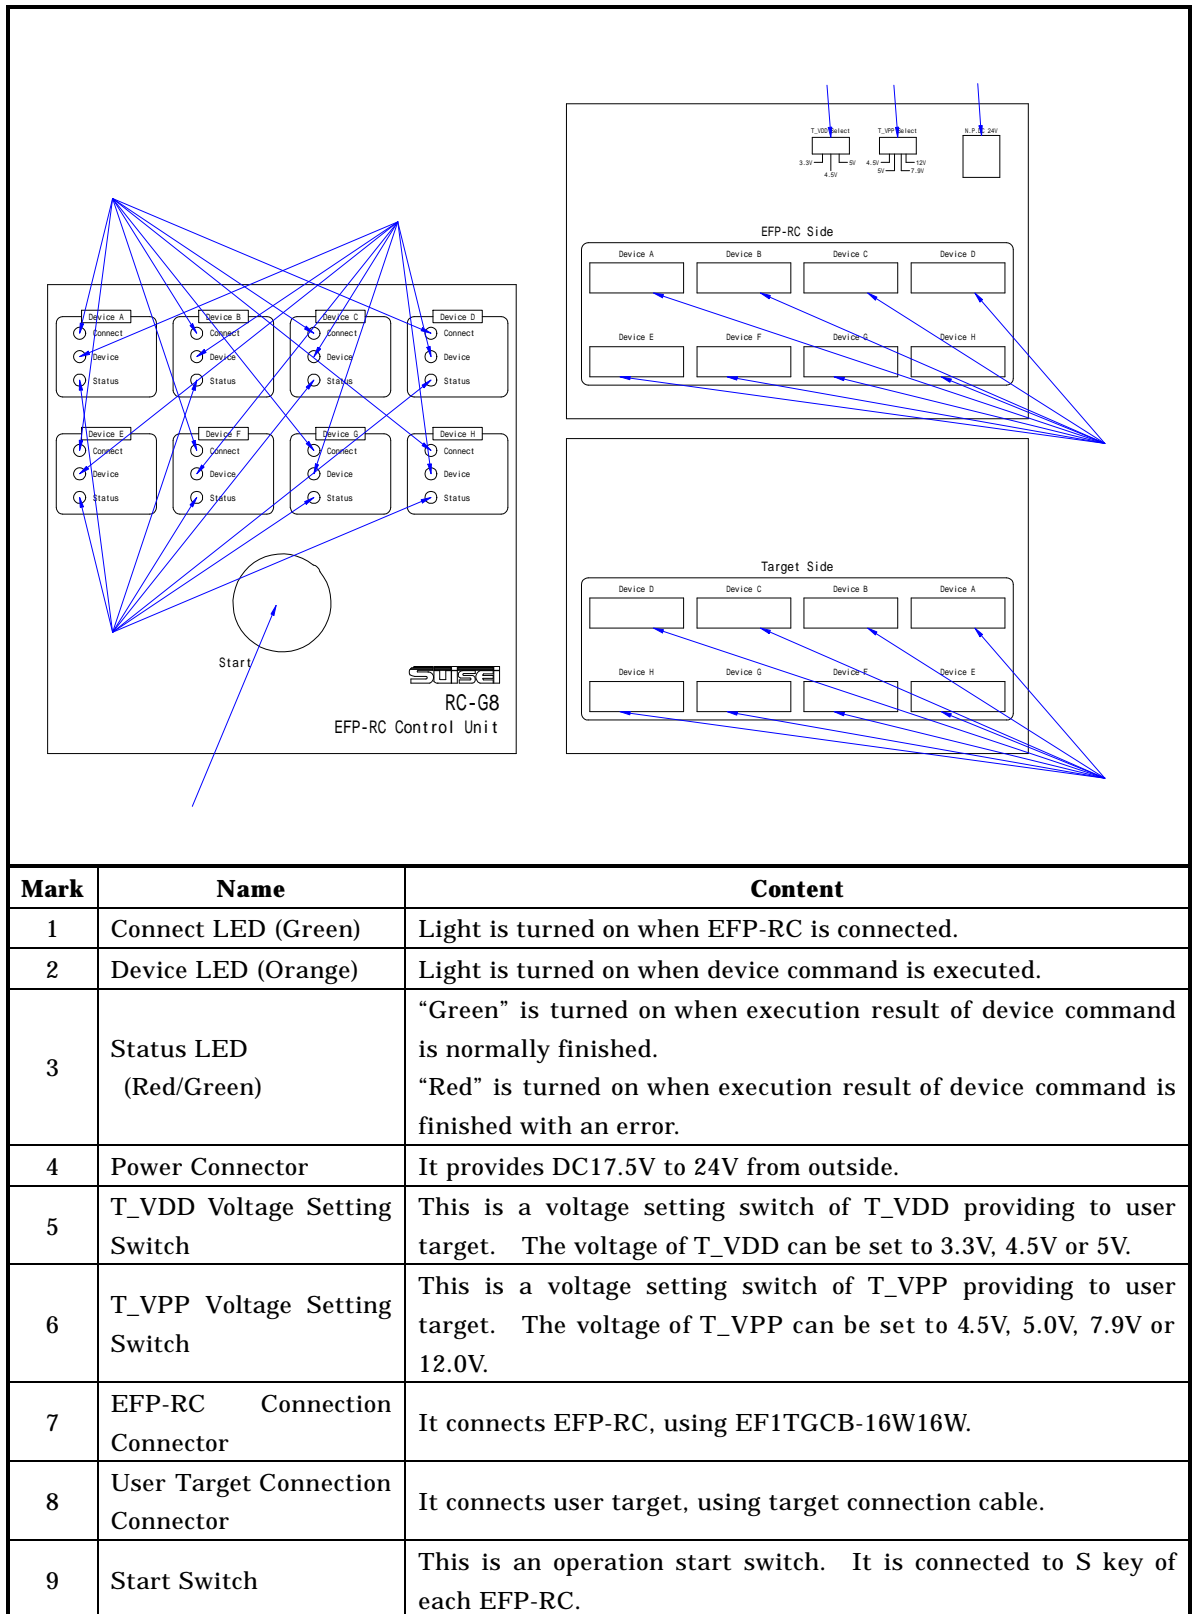 T_VDD Select T_VPP Select N.P.DC 24V
3.3V 5V 4.5V 12V
4.5V 5V 7.9V
EFP-RC Side
Device A Device B Device C Device D
Device E Device F Device G Device H
Device A Device B Device C Device D
Connect Connect Connect Connect
Device Device Device Device
Status Status Status Status
Device E Device F Device G Device H
Connect Connect Connect Connect
Device Device Device Device
Status Status Status Status
Start
SUISEI
RC-G8
EFP-RC Control Unit
Target Side
Device D Device C Device B Device A
Device H Device G Device F Device E
Mark Name Content
1 Connect LED (Green) Light is turned on when EFP-RC is connected.
2 Device LED (Orange) Light is turned on when device command is executed.
3 Status LED
(Red/Green)
“Green” is turned on when execution result of device command
is normally finished.
“Red” is turned on when execution result of device command is
finished with an error.
4 Power Connector It provides DC17.5V to 24V from outside.
5 T_VDD Voltage Setting
Switch
This is a voltage setting switch of T_VDD providing to user
target. The voltage of T_VDD can be set to 3.3V, 4.5V or 5V.
6 T_VPP Voltage Setting
Switch
This is a voltage setting switch of T_VPP providing to user
target. The voltage of T_VPP can be set to 4.5V, 5.0V, 7.9V or
12.0V.
7 EFP-RC Connection
Connector
It connects EFP-RC, using EF1TGCB-16W16W.
8 User Target Connection
Connector
It connects user target, using target connection cable.
9 Start Switch
This is an operation start switch. It is connected to S key of
each EFP-RC.